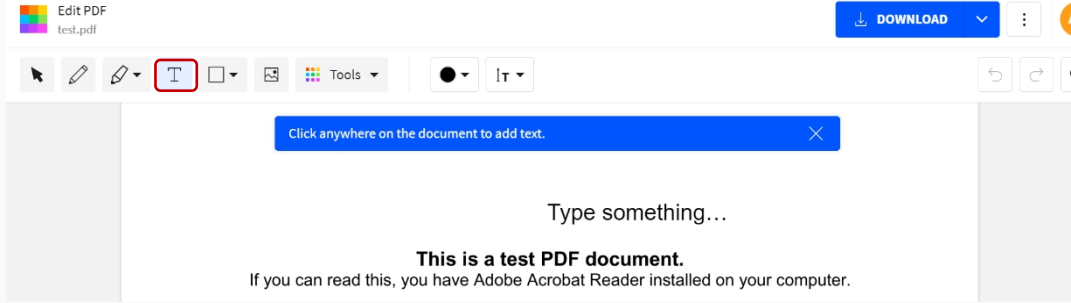 Edit PDF
test.pdf
DOWNLOAD
T
Tools
T
Click anywhere on the document to add text.
Type something…
This is a test PDF document.
If you can read this, you have Adobe Acrobat Reader installed on your computer.